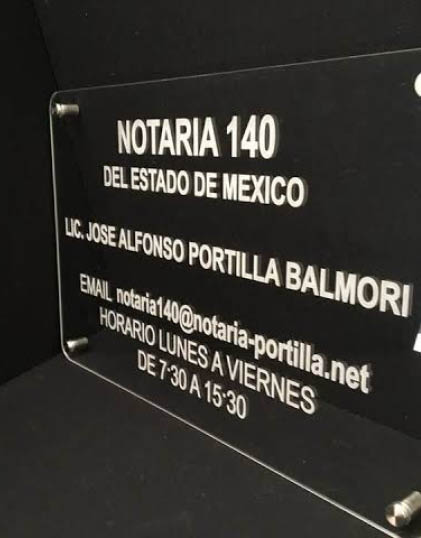 NOTARIA 140
DEL ESTADO DE MEXICO
LIC. JOSE ALFONSO PORTILLA BALMORI
EMAIL notaria140@notaria-portilla.net
HORARIO LUNES A VIERNES
DE 7:30 A 15:30